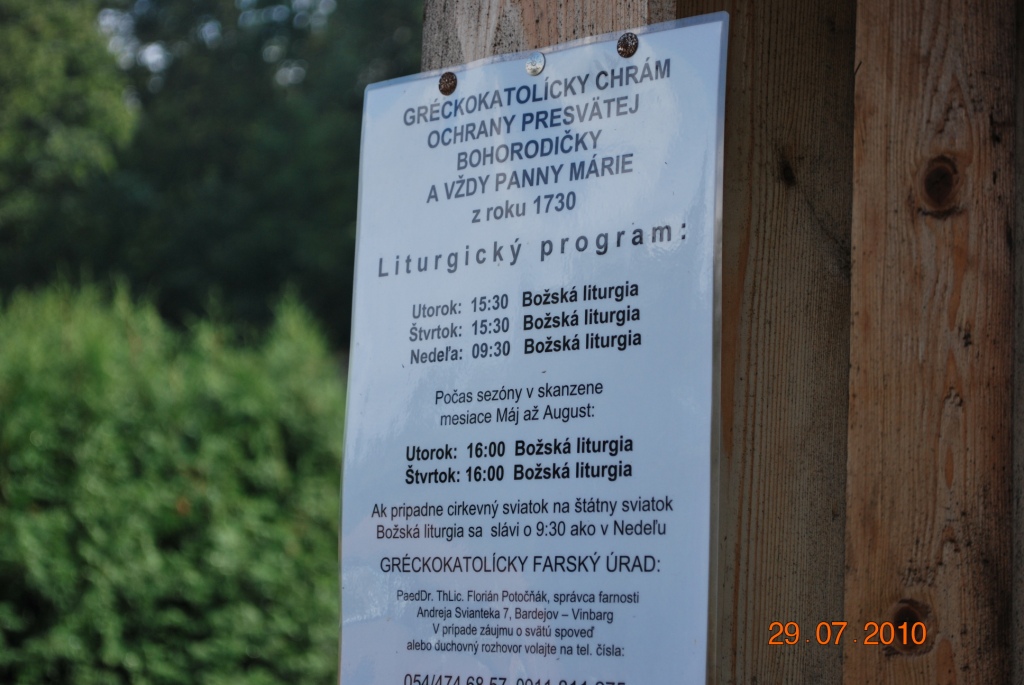 GRÉCKOKATOLÍCKY CHRÁM
OCHRANY PRESVÄTEJ
BOHORODIČKY
A VŽDY PANNY MÁRIE
z roku 1730
Liturgický program:
Utorok: 15:30 Božská liturgia
Štvrtok: 15:30 Božská liturgia
Nedeľa: 09:30 Božská liturgia
Počas sezóny v skanzene
mesiace Máj až August:
Utorok: 16:00 Božská liturgia
Štvrtok: 16:00 Božská liturgia
Ak pripadne cirkevný sviatok na štátny sviatok
Božská liturgia sa slávi o 9:30 ako v Nedeľu
GRÉCKOKATOLÍCKY FARSKÝ ÚRAD:
PaedDr. ThLic. Florián Potočňák, správca farnosti
Andreja Svianteka 7, Bardejov – Vinbarg
V prípade záujmu o svätú spoveď
alebo duchovný rozhovor volajte na tel. čísla:
054/474 68 57
29.07.2010